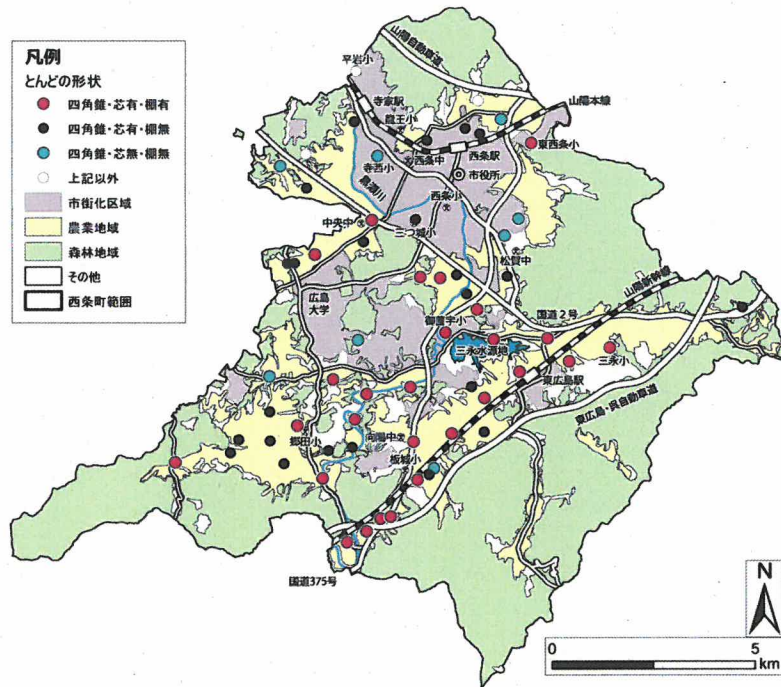 凡例
とんどの形状
四角錐・芯有・棚有
四角錐・芯有・棚無
四角錐・芯無・棚無
上記以外
市街化区域
農業地域
森林地域
その他
西条町範囲
平岩小
山陽自動車道
寺家駅
龍王小
山陽本線
西条中
西条駅
東西条小
寺西小
市役所
黒瀬川
西条小
中央中
三ツ城小
松賀中
広島
大学
山陽新幹線
国道2号
御薗宇小
三永水源地
三永小
東広島駅
東広島・呉自動車道
郷田小
向陽中
板城小
国道375号
N
0
5
km